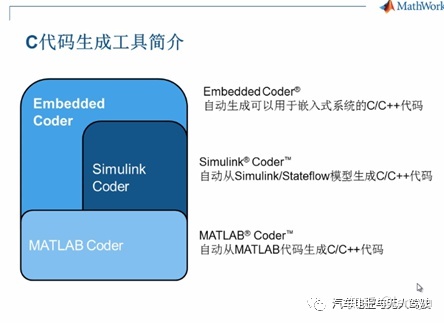 MathWork
C代码生成工具简介
Embedded
Coder
Simulink
Coder
MATLAB Coder
Embedded Coder®
自动生成可以用于嵌入式系统的C/C++代码
Simulink® Coder™
自动从Simulink/Stateflow模型生成C/C++代码
MATLAB® Coder™
自动从MATLAB代码生成C/C++代码